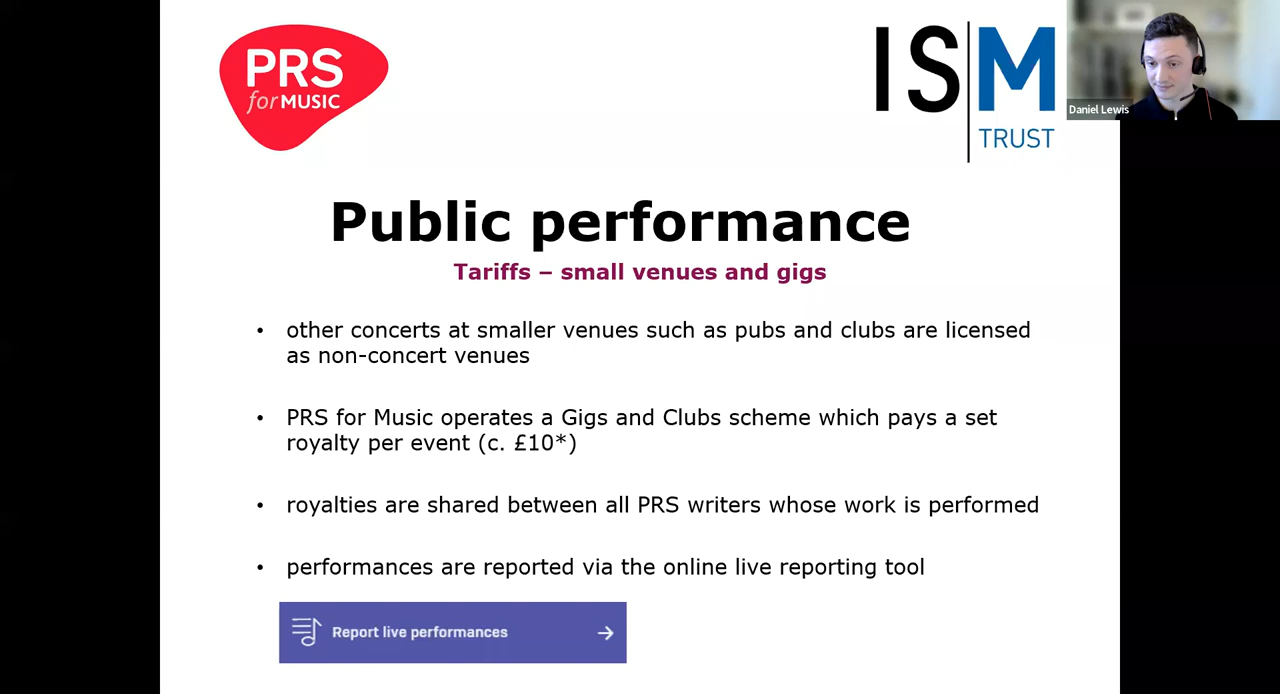 PRS
for MUSIC
ISM
TRUST
Daniel Lewis
Public performance
Tariffs – small venues and gigs
• other concerts at smaller venues such as pubs and clubs are licensed
as non-concert venues
• PRS for Music operates a Gigs and Clubs scheme which pays a set
royalty per event (c. £10*)
• royalties are shared between all PRS writers whose work is performed
• performances are reported via the online live reporting tool
Report live performances